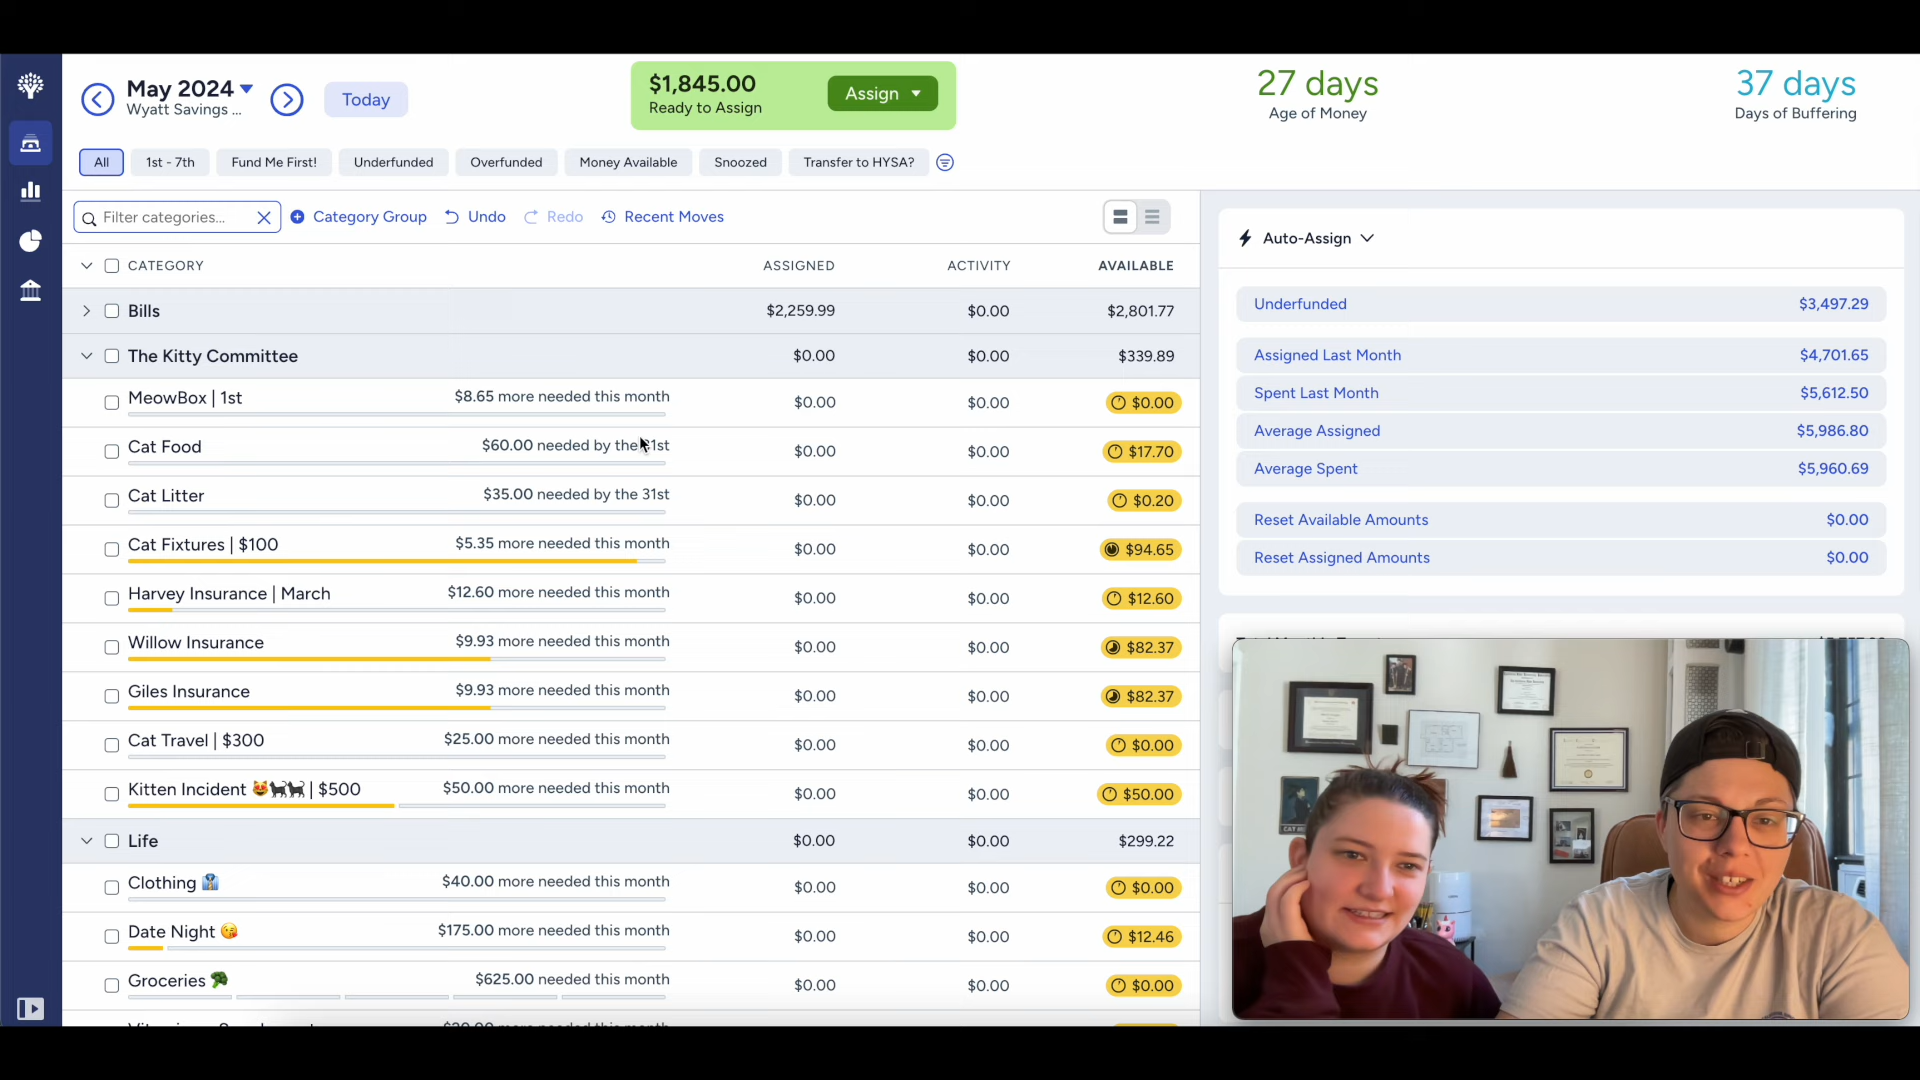 May 2024
Wyatt Savings ...
Today
$1,845.00
Ready to Assign
Assign
27 days
Age of Money
37 days
Days of Buffering
All
1st - 7th
Fund Me First!
Underfunded
Overfunded
Money Available
Snoozed
Transfer to HYSA?
Filter categories...
Category Group
Undo
Redo
Recent Moves
CATEGORY ASSIGNED ACTIVITY AVAILABLE
Bills $2,259.99 $0.00 $2,801.77
The Kitty Committee $0.00 $0.00 $339.89
MeowBox | 1st $8.65 more needed this month $0.00 $0.00 $0.00
Cat Food $60.00 needed by the 31st $0.00 $0.00 $17.70
Cat Litter $35.00 needed by the 31st $0.00 $0.00 $0.20
Cat Fixtures | $100 $5.35 more needed this month $0.00 $0.00 $94.65
Harvey Insurance | March $12.60 more needed this month $0.00 $0.00 $12.60
Willow Insurance $9.93 more needed this month $0.00 $0.00 $82.37
Giles Insurance $9.93 more needed this month $0.00 $0.00 $82.37
Cat Travel | $300 $25.00 more needed this month $0.00 $0.00 $0.00
Kitten Incident 😻🐈‍⬛🐈‍⬛ | $500 $50.00 more needed this month $0.00 $0.00 $50.00
Life $0.00 $0.00 $299.22
Clothing 👔 $40.00 more needed this month $0.00 $0.00 $0.00
Date Night 😘 $175.00 more needed this month $0.00 $0.00 $12.46
Groceries 🥦 $625.00 needed this month $0.00 $0.00 $0.00
Auto-Assign
Underfunded $3,497.29
Assigned Last Month $4,701.65
Spent Last Month $5,612.50
Average Assigned $5,986.80
Average Spent $5,960.69
Reset Available Amounts $0.00
Reset Assigned Amounts $0.00